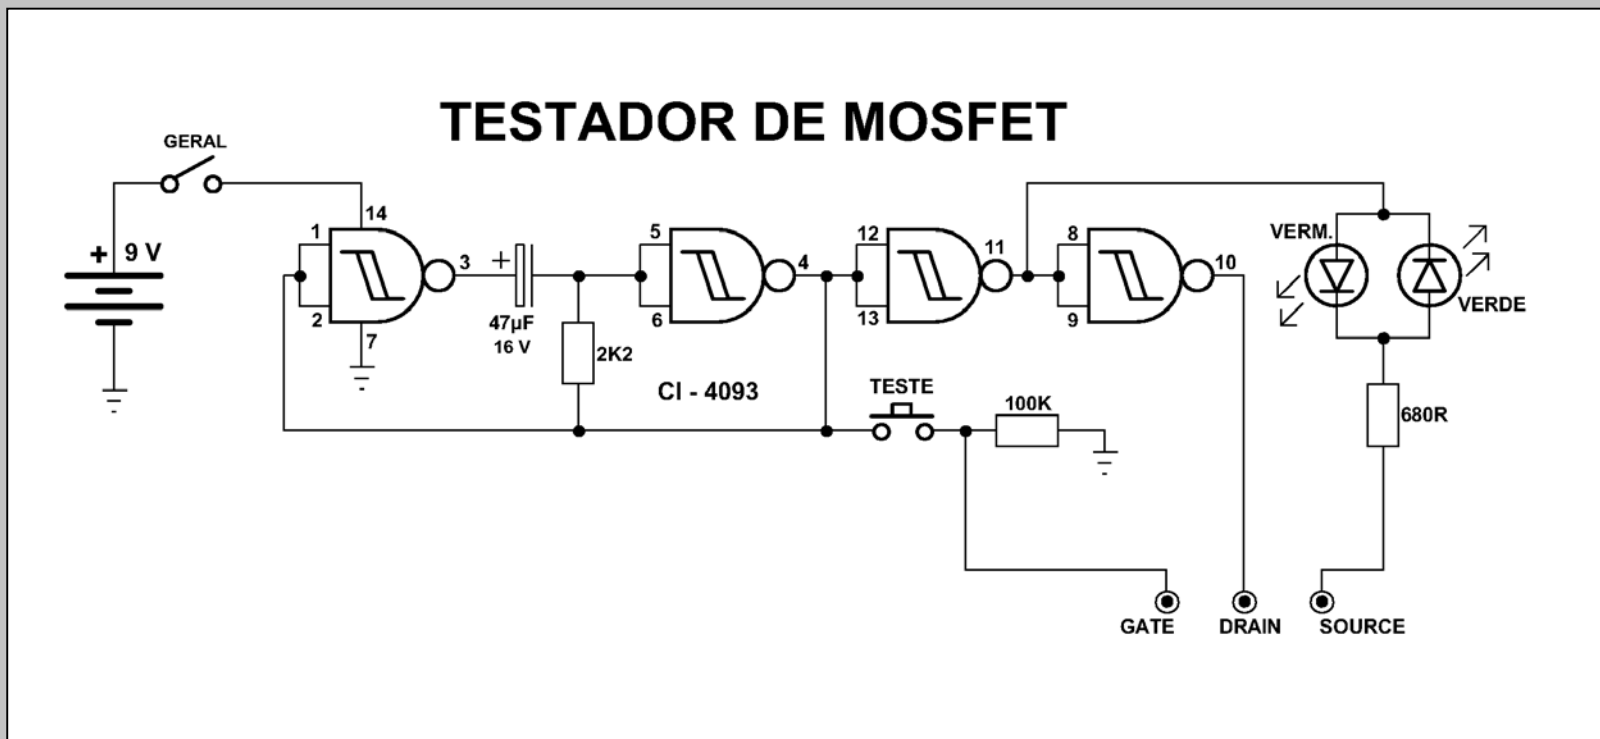 TESTADOR DE MOSFET
GERAL
+ 9 V
14
1
2
3
7
+
47µF
16 V
2K2
5
6
4
CI - 4093
12
13
11
8
9
10
TESTE
100K
VERM.
VERDE
680R
GATE
DRAIN
SOURCE